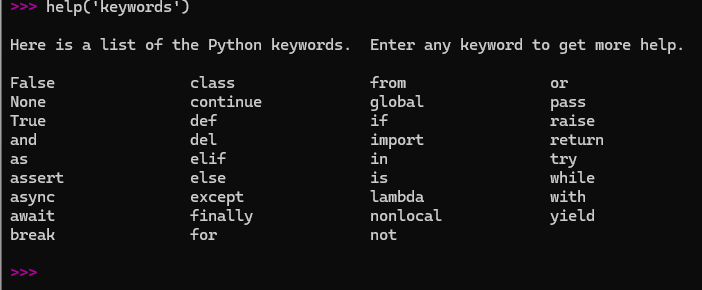 >>> help('keywords')
Here is a list of the Python keywords.  Enter any keyword to get more help.
False               class               from                or
None                continue            global              pass
True                def                 if                  raise
and                 del                 import              return
as                  elif                in                  try
assert              else                is                  while
async               except              lambda              with
await               finally             nonlocal            yield
break               for                 not
>>>